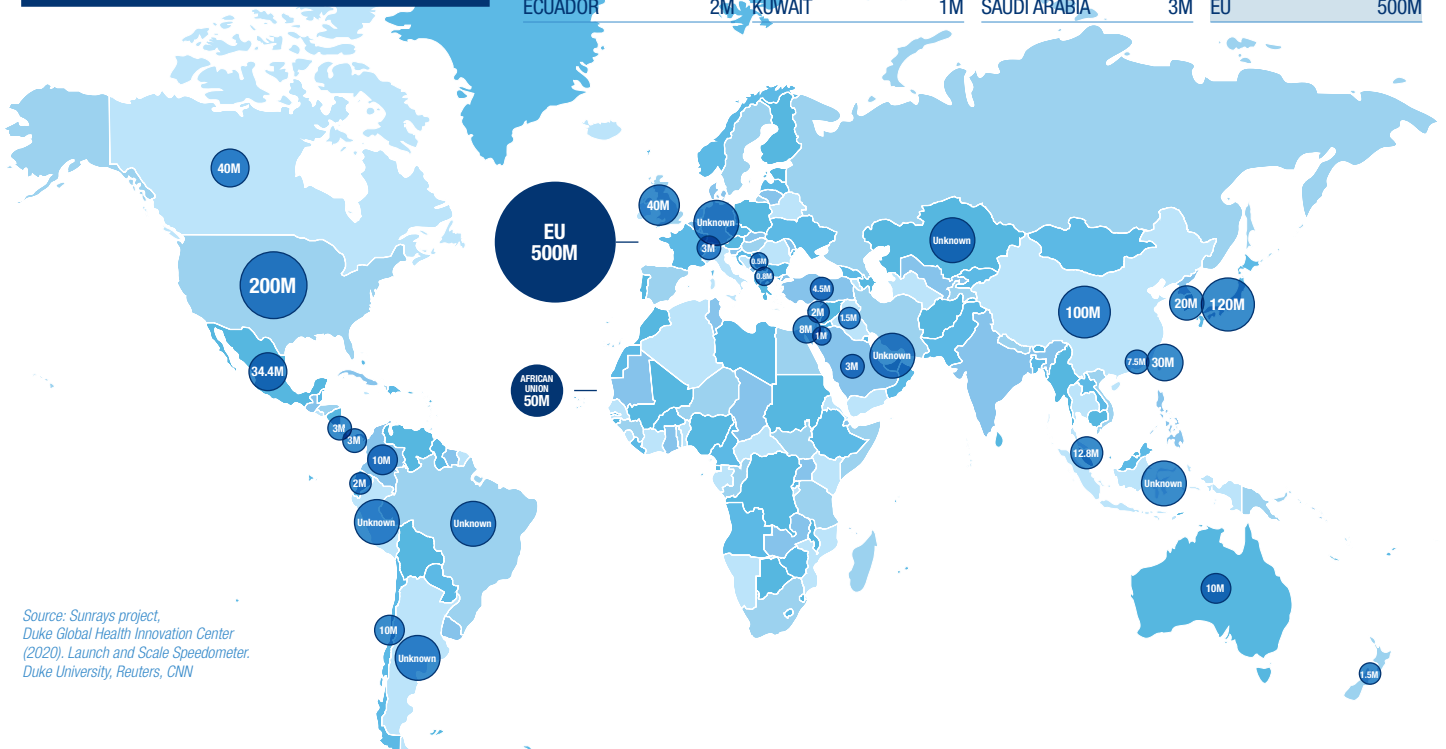 ECUADOR 2M KUWAIT 1M SAUDI ARABIA 3M EU 500M
40M
EU
500M
40M
Unknown
3M
0.5M
0.8M
Unknown
200M
4.5M
2M
1.5M
8M
1M
100M
20M
120M
34.4M
AFRICAN
UNION
50M
3M
Unknown
7.5M
30M
3M
3M
10M
12.8M
2M
Unknown
Unknown
Unknown
10M
10M
Unknown
1.5M
Source: Sunrays project,
Duke Global Health Innovation Center
(2020). Launch and Scale Speedometer.
Duke University, Reuters, CNN